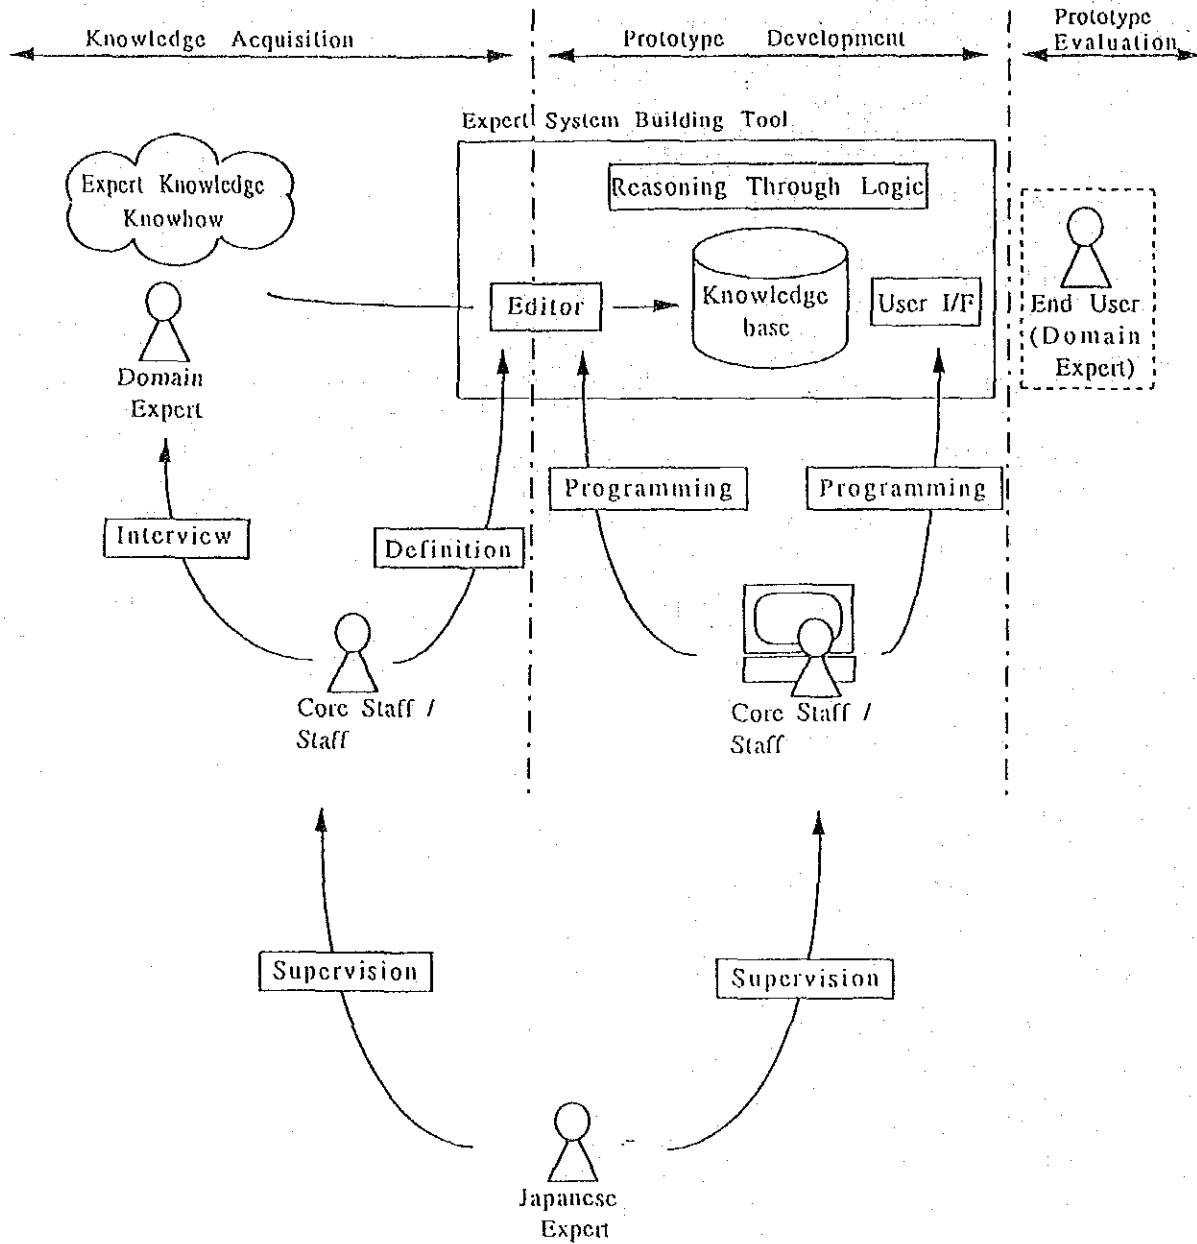 Knowledge Acquisition
Prototype Development
Prototype
Evaluation
Expert System Building Tool
Expert Knowledge
Knowhow
Reasoning Through Logic
Editor
Knowledge
base
User I/F
End User
(Domain
Expert)
Domain
Expert
Programming
Programming
Interview
Definition
Core Staff /
Staff
Core Staff /
Staff
Supervision
Supervision
Japanese
Expert